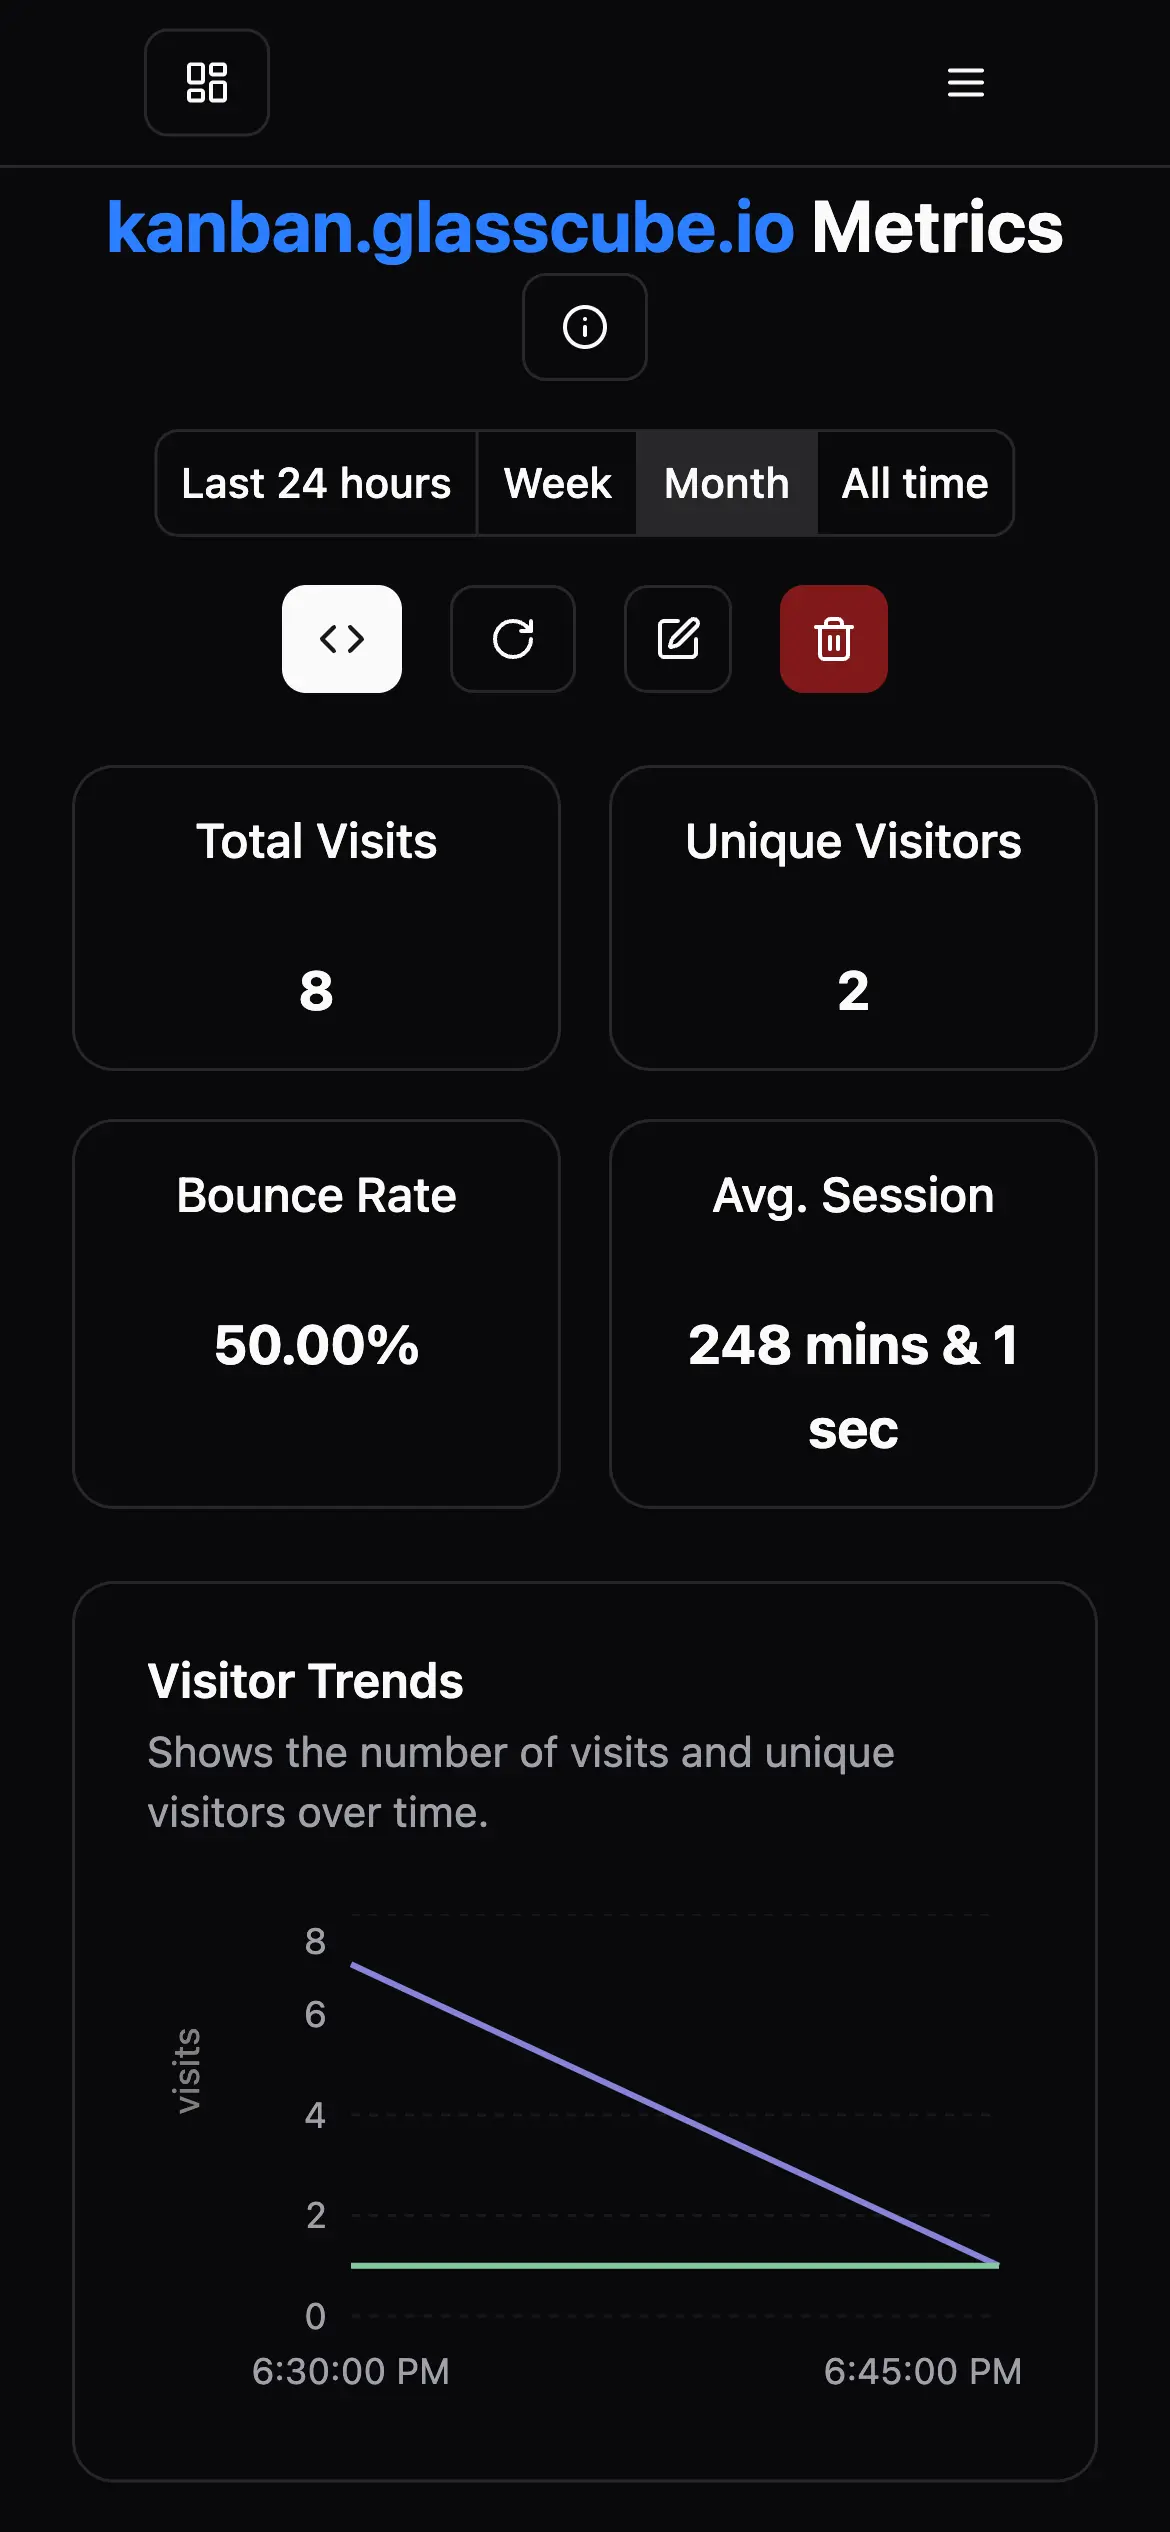 kanban.glasscube.io Metrics
Last 24 hours
Week
Month
All time
Total Visits
8
Unique Visitors
2
Bounce Rate
50.00%
Avg. Session
248 mins & 1
sec
Visitor Trends
Shows the number of visits and unique
visitors over time.
visits
8
6
4
2
0
6:30:00 PM
6:45:00 PM